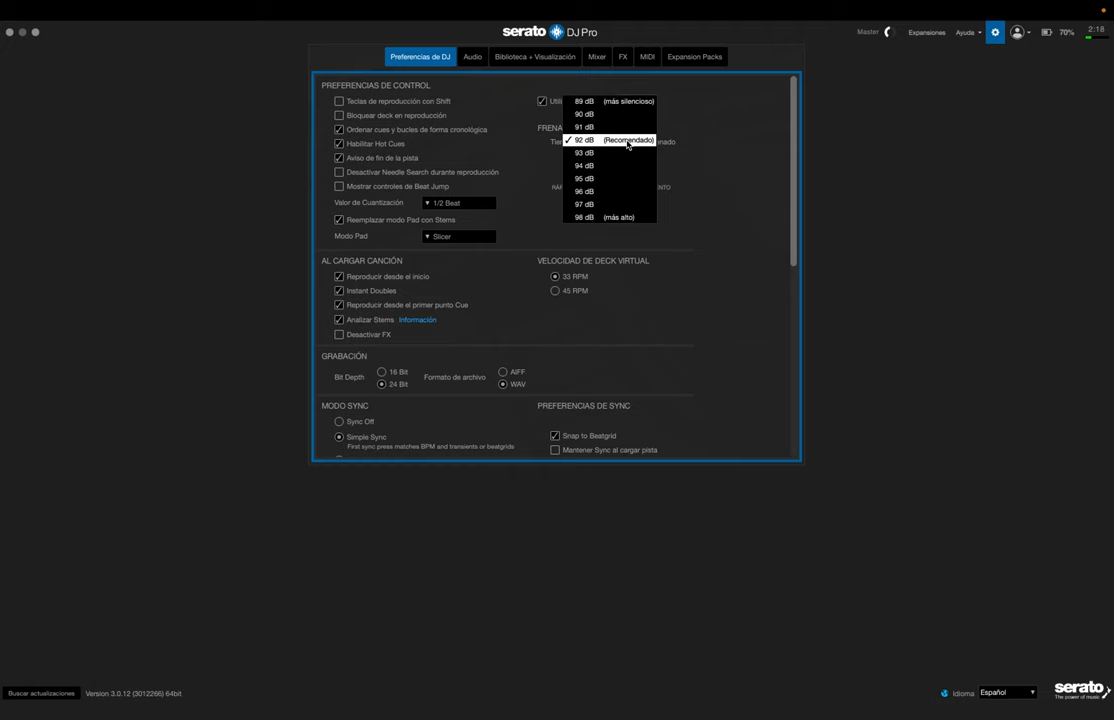 serato DJ Pro
Master
Expansiones
Ayuda
70%
2:18
Preferencias de DJ
Audio
Biblioteca + Visualización
Mixer
FX
MIDI
Expansion Packs
PREFERENCIAS DE CONTROL
Teclas de reproducción con Shift
Bloquear deck en reproducción
Ordenar cues y bucles de forma cronológica
Habilitar Hot Cues
Aviso de fin de la pista
Desactivar Needle Search durante reproducción
Mostrar controles de Beat Jump
Valor de Cuantización
1/2 Beat
Reemplazar modo Pad con Stems
Modo Pad
Slicer
89 dB (más silencioso)
90 dB
91 dB
92 dB (Recomendado)
93 dB
94 dB
95 dB
96 dB
97 dB
98 dB (más alto)
AL CARGAR CANCIÓN
Reproducir desde el inicio
Instant Doubles
Reproducir desde el primer punto Cue
Analizar Stems Información
Desactivar FX
VELOCIDAD DE DECK VIRTUAL
33 RPM
45 RPM
GRABACIÓN
Bit Depth
16 Bit
24 Bit
Formato de archivo
AIFF
WAV
MODO SYNC
Sync Off
Simple Sync
First sync press matches BPM and transients or beatgrids
PREFERENCIAS DE SYNC
Snap to Beatgrid
Mantener Sync al cargar pista
Buscar actualizaciones
Version 3.0.12 (3012266) 64bit
Idioma
Español
serato
The power of music